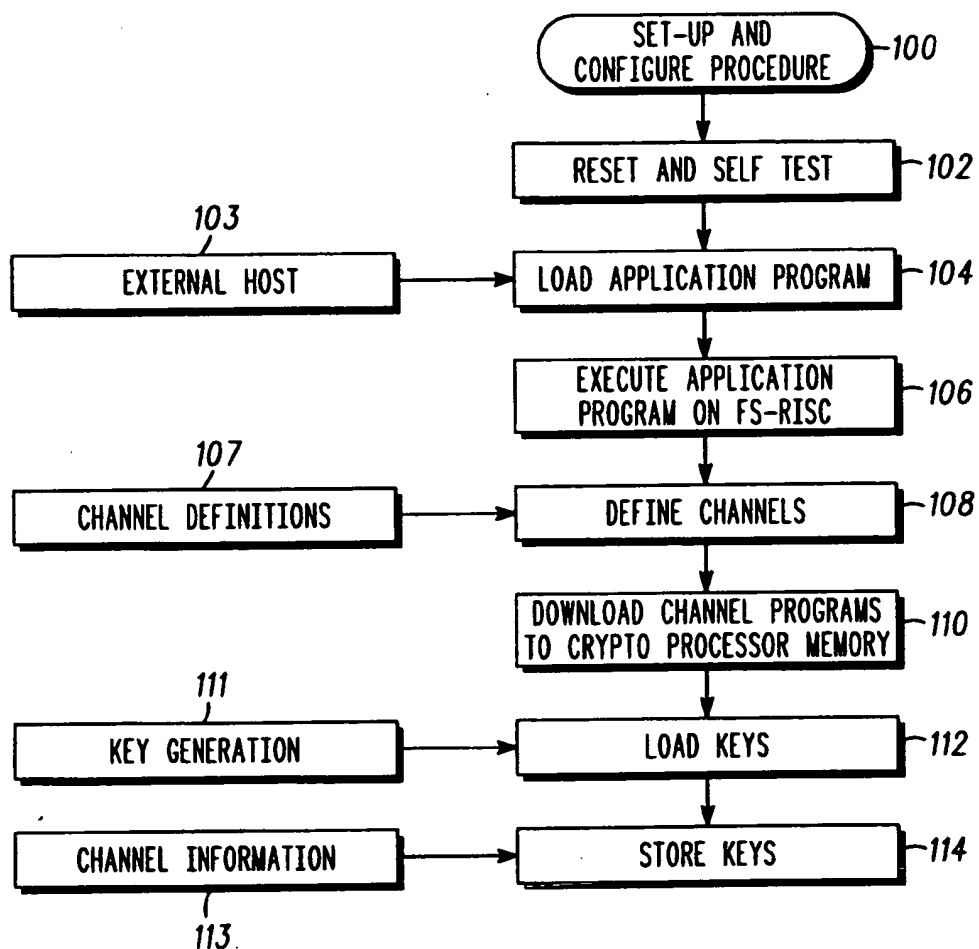 SET-UP AND
CONFIGURE PROCEDURE
100
RESET AND SELF TEST
102
103
EXTERNAL HOST
LOAD APPLICATION PROGRAM
104
EXECUTE APPLICATION
PROGRAM ON FS-RISC
106
107
CHANNEL DEFINITIONS
DEFINE CHANNELS
108
DOWNLOAD CHANNEL PROGRAMS
TO CRYPTO PROCESSOR MEMORY
110
111
KEY GENERATION
LOAD KEYS
112
CHANNEL INFORMATION
STORE KEYS
114
113